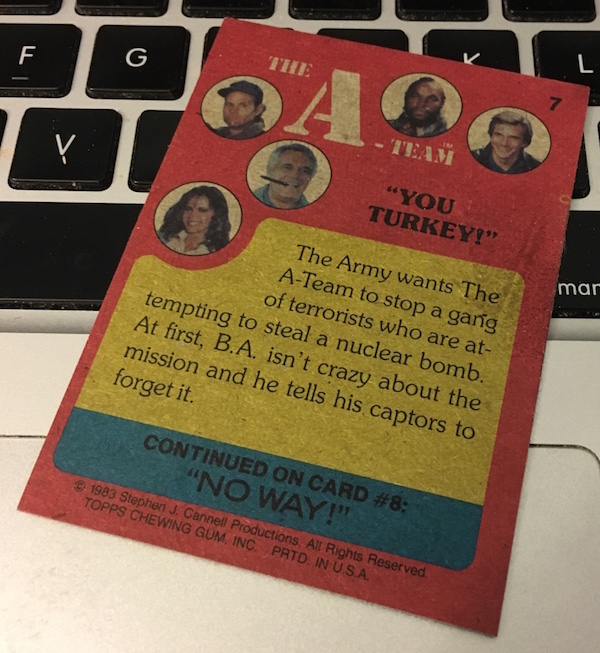 F
G
K
L
V
man
THE
A
-TEAM™
7
"YOU
TURKEY!"
The Army wants The
A-Team to stop a gang
of terrorists who are at-
tempting to steal a nuclear bomb.
At first, B.A. isn't crazy about the
mission and he tells his captors to
forget it.
CONTINUED ON CARD #8:
"NO WAY!"
© 1983 Stephen J. Cannell Productions. All Rights Reserved.
TOPPS CHEWING GUM, INC. PRTD. IN U.S.A.